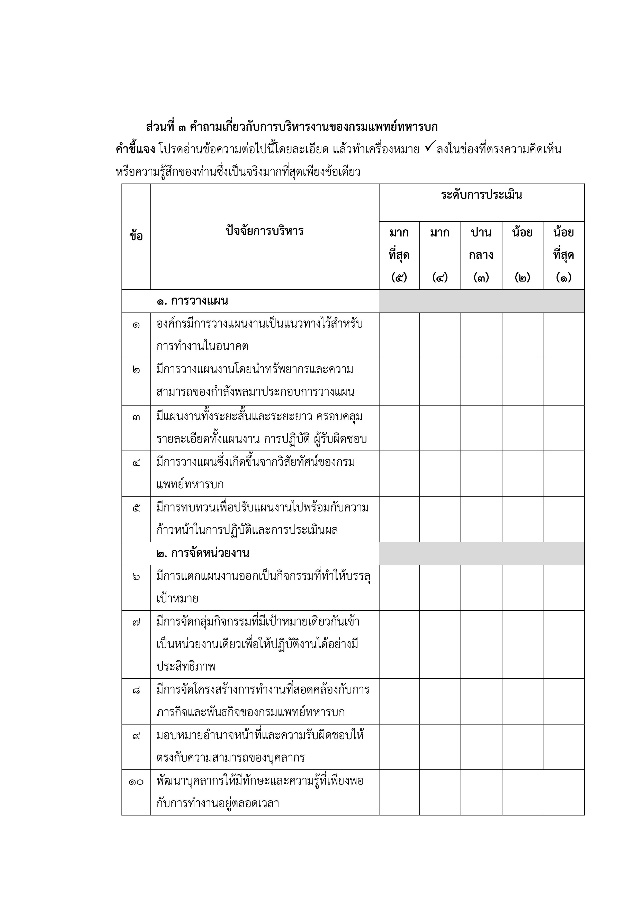 ส่วนที่ ๓ คำถามเกี่ยวกับการบริหารงานของกรมแพทย์ทหารบก
คำชี้แจง โปรดอ่านข้อความต่อไปนี้โดยละเอียด แล้วทำเครื่องหมาย ✓ ลงในช่องที่ตรงความคิดเห็น
หรือความรู้สึกของท่านซึ่งเป็นจริงมากที่สุดเพียงข้อเดียว
ข้อ
ปัจจัยการบริหาร
ระดับการประเมิน
มาก มาก ปาน น้อย น้อย
ที่สุด กลาง ที่สุด
(๕) (๔) (๓) (๒) (๑)
๑. การวางแผน
๑ องค์กรมีการวางแผนงานเป็นแนวทางไว้สำหรับ
การทำงานในอนาคต
๒ มีการวางแผนงานโดยนำทรัพยากรและความ
สามารถของกำลังพลมาประกอบการวางแผน
๓ มีแผนงานทั้งระยะสั้นและระยะยาว ครอบคลุม
รายละเอียดทั้งแผนงาน การปฏิบัติ ผู้รับผิดชอบ
๔ มีการวางแผนซึ่งเกิดขึ้นจากวิสัยทัศน์ของกรม
แพทย์ทหารบก
๕ มีการทบทวนเพื่อปรับแผนงานไปพร้อมกับความ
ก้าวหน้าในการปฏิบัติและการประเมินผล
๒. การจัดหน่วยงาน
๖ มีการแตกแผนงานออกเป็นกิจกรรมที่ทำให้บรรลุ
เป้าหมาย
๗ มีการจัดกลุ่มกิจกรรมที่มีเป้าหมายเดียวกันเข้า
เป็นหน่วยงานเดียวเพื่อให้ปฏิบัติงานได้อย่างมี
ประสิทธิภาพ
๘ มีการจัดโครงสร้างการทำงานที่สอดคล้องกับการ
ภารกิจและพันธกิจของกรมแพทย์ทหารบก
๙ มอบหมายอำนาจหน้าที่และความรับผิดชอบให้
ตรงกับความสามารถของบุคลากร
๑๐ พัฒนาบุคลากรให้มีทักษะและความรู้ที่เพียงพอ
กับการทำงานอยู่ตลอดเวลา